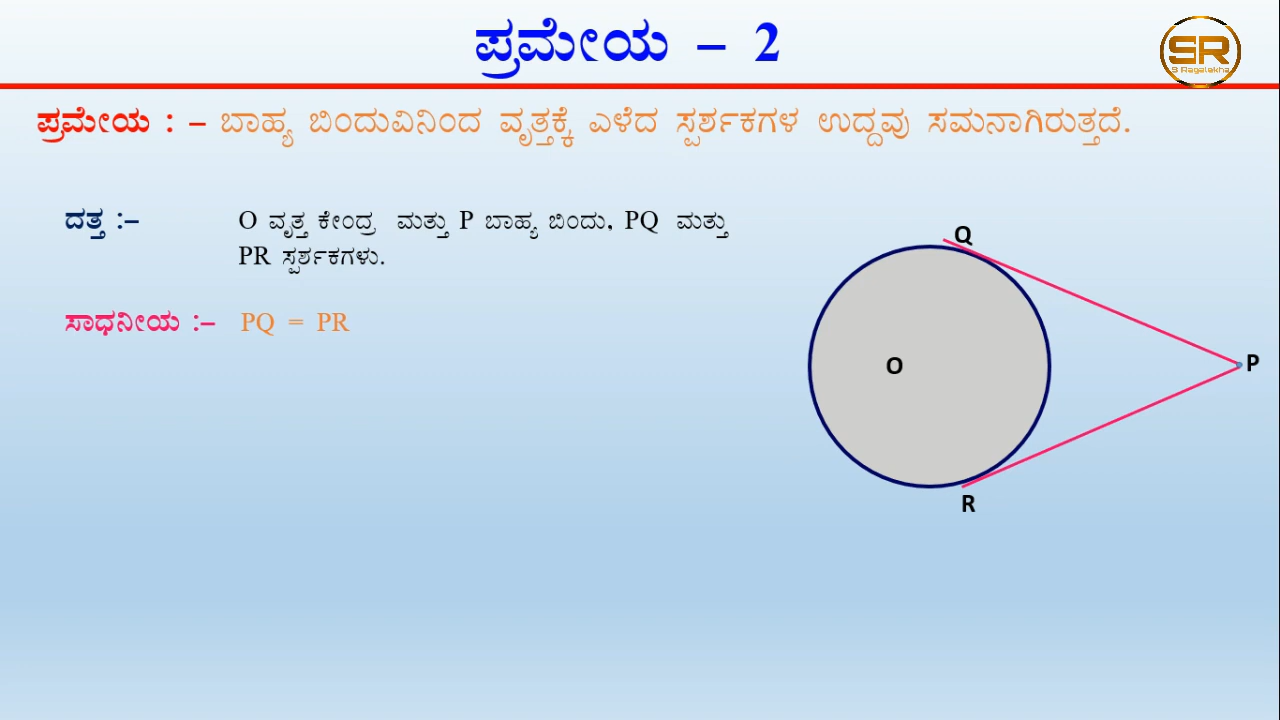 ಪ್ರಮೇಯ – 2
SR
S Ragalekha
ಪ್ರಮೇಯ : – ಬಾಹ್ಯ ಬಿಂದುವಿನಿಂದ ವೃತ್ತಕ್ಕೆ ಎಳೆದ ಸ್ಪರ್ಶಕಗಳ ಉದ್ದವು ಸಮನಾಗಿರುತ್ತದೆ.
ದತ್ತ :– O ವೃತ್ತ ಕೇಂದ್ರ ಮತ್ತು P ಬಾಹ್ಯ ಬಿಂದು, PQ ಮತ್ತು
PR ಸ್ಪರ್ಶಕಗಳು.
ಸಾಧನೀಯ :– PQ = PR
Q
O
P
R